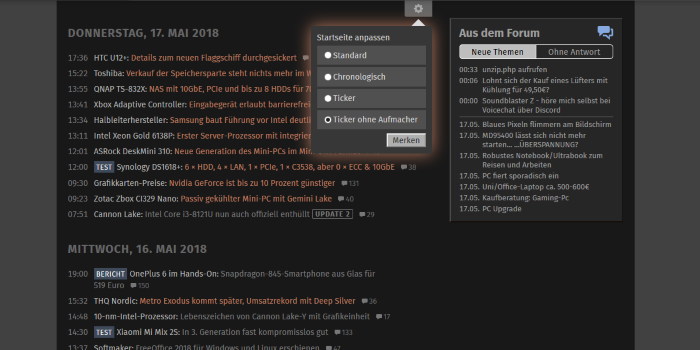 DONNERSTAG, 17. MAI 2018
17:36 HTC U12+: Details zum neuen Flaggschiff durchgesickert
15:22 Toshiba: Verkauf der Speichersparte steht nichts mehr im W
13:55 QNAP TS-832X: NAS mit 10GbE, PCIe und bis zu 8 HDDs für 7
13:41 Xbox Adaptive Controller: Eingabegerät erlaubt barrierefrei
13:34 Halbleiterhersteller: Samsung baut Führung vor Intel deutli
13:11 Intel Xeon Gold 6138P: Erster Server-Prozessor mit integrier
12:01 ASRock DeskMini 310: Neue Generation des Mini-PCs im Min
12:00 TEST Synology DS1618+: 6 × HDD, 4 × LAN, 1 × PCIe, 1 × C3538, aber 0 × ECC & 10GbE 38
09:30 Grafikkarten-Preise: Nvidia GeForce ist bis zu 10 Prozent günstiger 131
09:23 Zotac Zbox CI329 Nano: Passiv gekühlter Mini-PC mit Gemini Lake 40
07:51 Cannon Lake: Intel Core i3-8121U nun auch offiziell enthüllt UPDATE 2 29
MITTWOCH, 16. MAI 2018
19:00 BERICHT OnePlus 6 im Hands-On: Snapdragon-845-Smartphone aus Glas für
519 Euro 150
15:32 THQ Nordic: Metro Exodus kommt später, Umsatzrekord mit Deep Silver 36
14:48 10-nm-Intel-Prozessor: Lebenszeichen von Cannon Lake-Y mit Grafikeinheit 17
14:30 TEST Xiaomi Mi Mix 2S: In 3. Generation fast kompromisslos gut 133
13:37 Softmaker: FreeOffice 2018 für Windows und Linux erschienen 42
Startseite anpassen
Standard
Chronologisch
Ticker
Ticker ohne Aufmacher
Merken
Aus dem Forum
Neue Themen Ohne Antwort
00:33 unzip.php aufrufen
00:06 Lohnt sich der Kauf eines Lüfters mit
Kühlung für 49,50€?
00:00 Soundblaster Z – höre mich selbst bei
Voicechat über Discord
17.05. Blaues Pixeln flimmern am Bildschirm
17.05. MD95400 lässt sich nicht mehr
starten... ...ÜBERSPANNUNG?
17.05. Robustes Notebook/Ultrabook zum
Reisen und Arbeiten
17.05. PC fiert sporadisch ein
17.05. Uni/Office-Laptop ca. 500-600€
17.05. Kaufberatung: Gaming-Pc
17.05. PC Upgrade